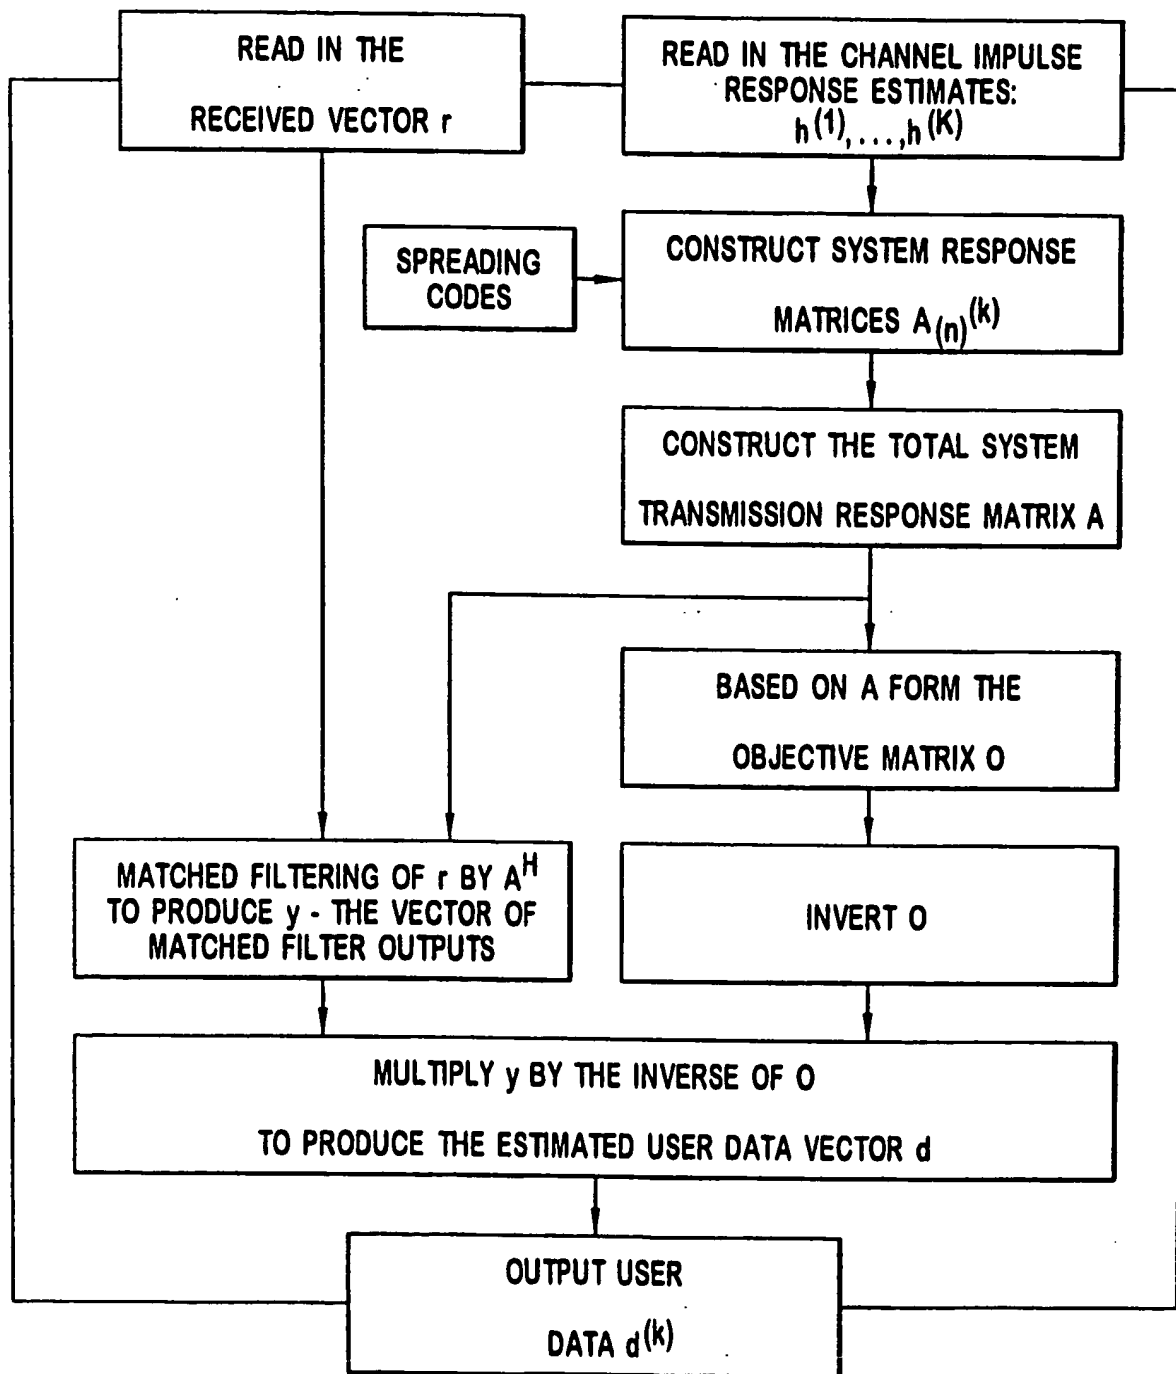 READ IN THE
RECEIVED VECTOR r
READ IN THE CHANNEL IMPULSE
RESPONSE ESTIMATES:
h(1),...,h(K)
SPREADING
CODES
CONSTRUCT SYSTEM RESPONSE
MATRICES A(n)(k)
CONSTRUCT THE TOTAL SYSTEM
TRANSMISSION RESPONSE MATRIX A
BASED ON A FORM THE
OBJECTIVE MATRIX O
MATCHED FILTERING OF r BY AH
TO PRODUCE y - THE VECTOR OF
MATCHED FILTER OUTPUTS
INVERT O
MULTIPLY y BY THE INVERSE OF O
TO PRODUCE THE ESTIMATED USER DATA VECTOR d
OUTPUT USER
DATA d(k)